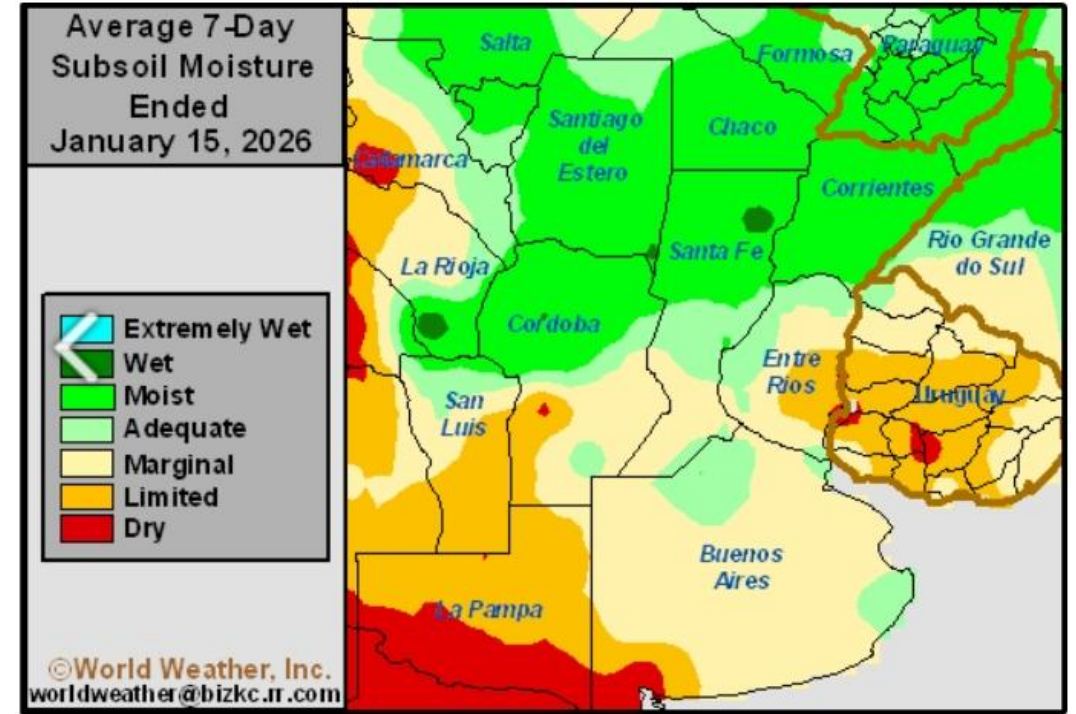 Average 7-Day
Subsoil Moisture
Ended
January 15, 2026
Extremely Wet
Wet
Moist
Adequate
Marginal
Limited
Dry
©World Weather, Inc.
worldweather@bizkc.rr.com
Salta
Formosa
Paraguay
Santiago
del
Estero
Chaco
Catamarca
Corrientes
La Rioja
Santa Fe
Rio Grande
do Sul
Cordoba
Entre
Rios
San
Luis
Uruguay
Buenos
Aires
La Pampa